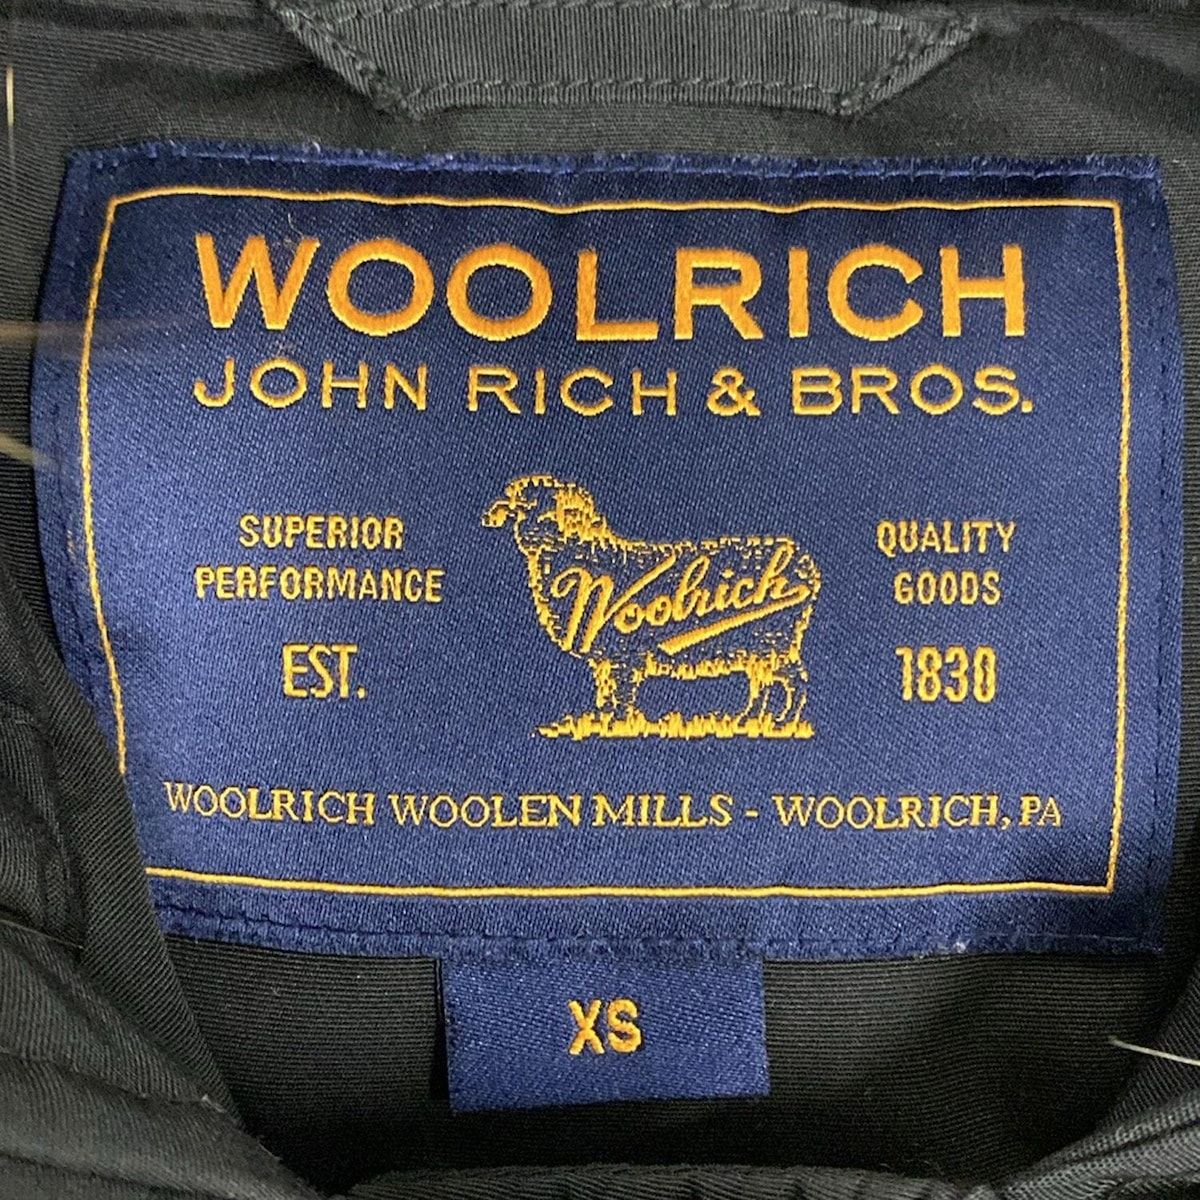 WOOLRICH
JOHN RICH & BROS.
SUPERIOR
PERFORMANCE
EST.
Woolrich
QUALITY
GOODS
1830
WOOLRICH WOOLEN MILLS - WOOLRICH, PA
XS